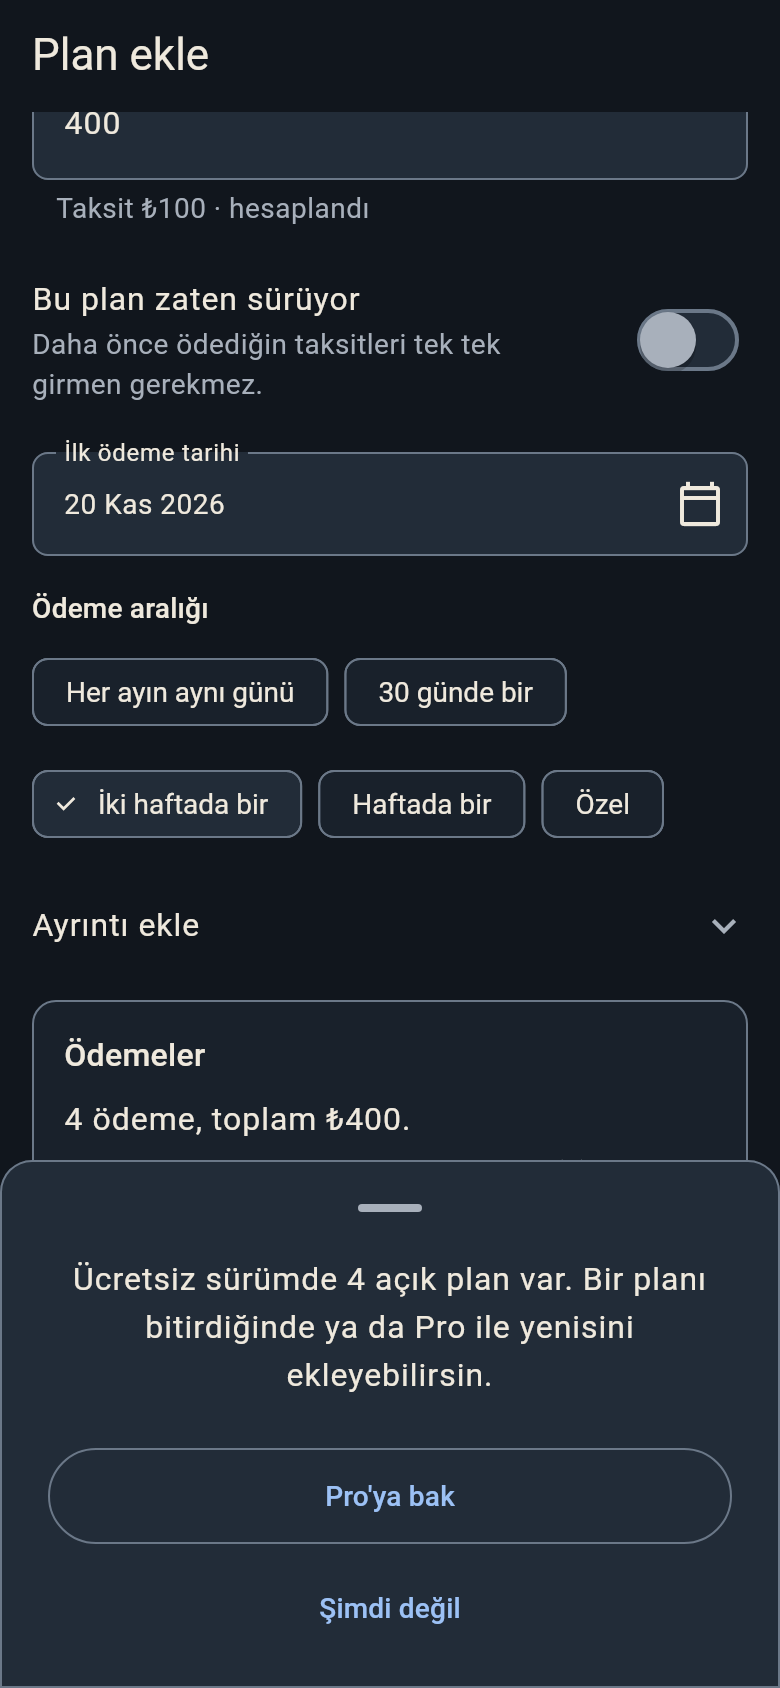 Plan ekle
400
Taksit ₺100 · hesaplandı
Bu plan zaten sürüyor
Daha önce ödediğin taksitleri tek tek
girmen gerekmez.
İlk ödeme tarihi
20 Kas 2026
Ödeme aralığı
Her ayın aynı günü
30 günde bir
İki haftada bir
Haftada bir
Özel
Ayrıntı ekle
Ödemeler
4 ödeme, toplam ₺400.
Ücretsiz sürümde 4 açık plan var. Bir planı
bitirdiğinde ya da Pro ile yenisini
ekleyebilirsin.
Pro'ya bak
Şimdi değil